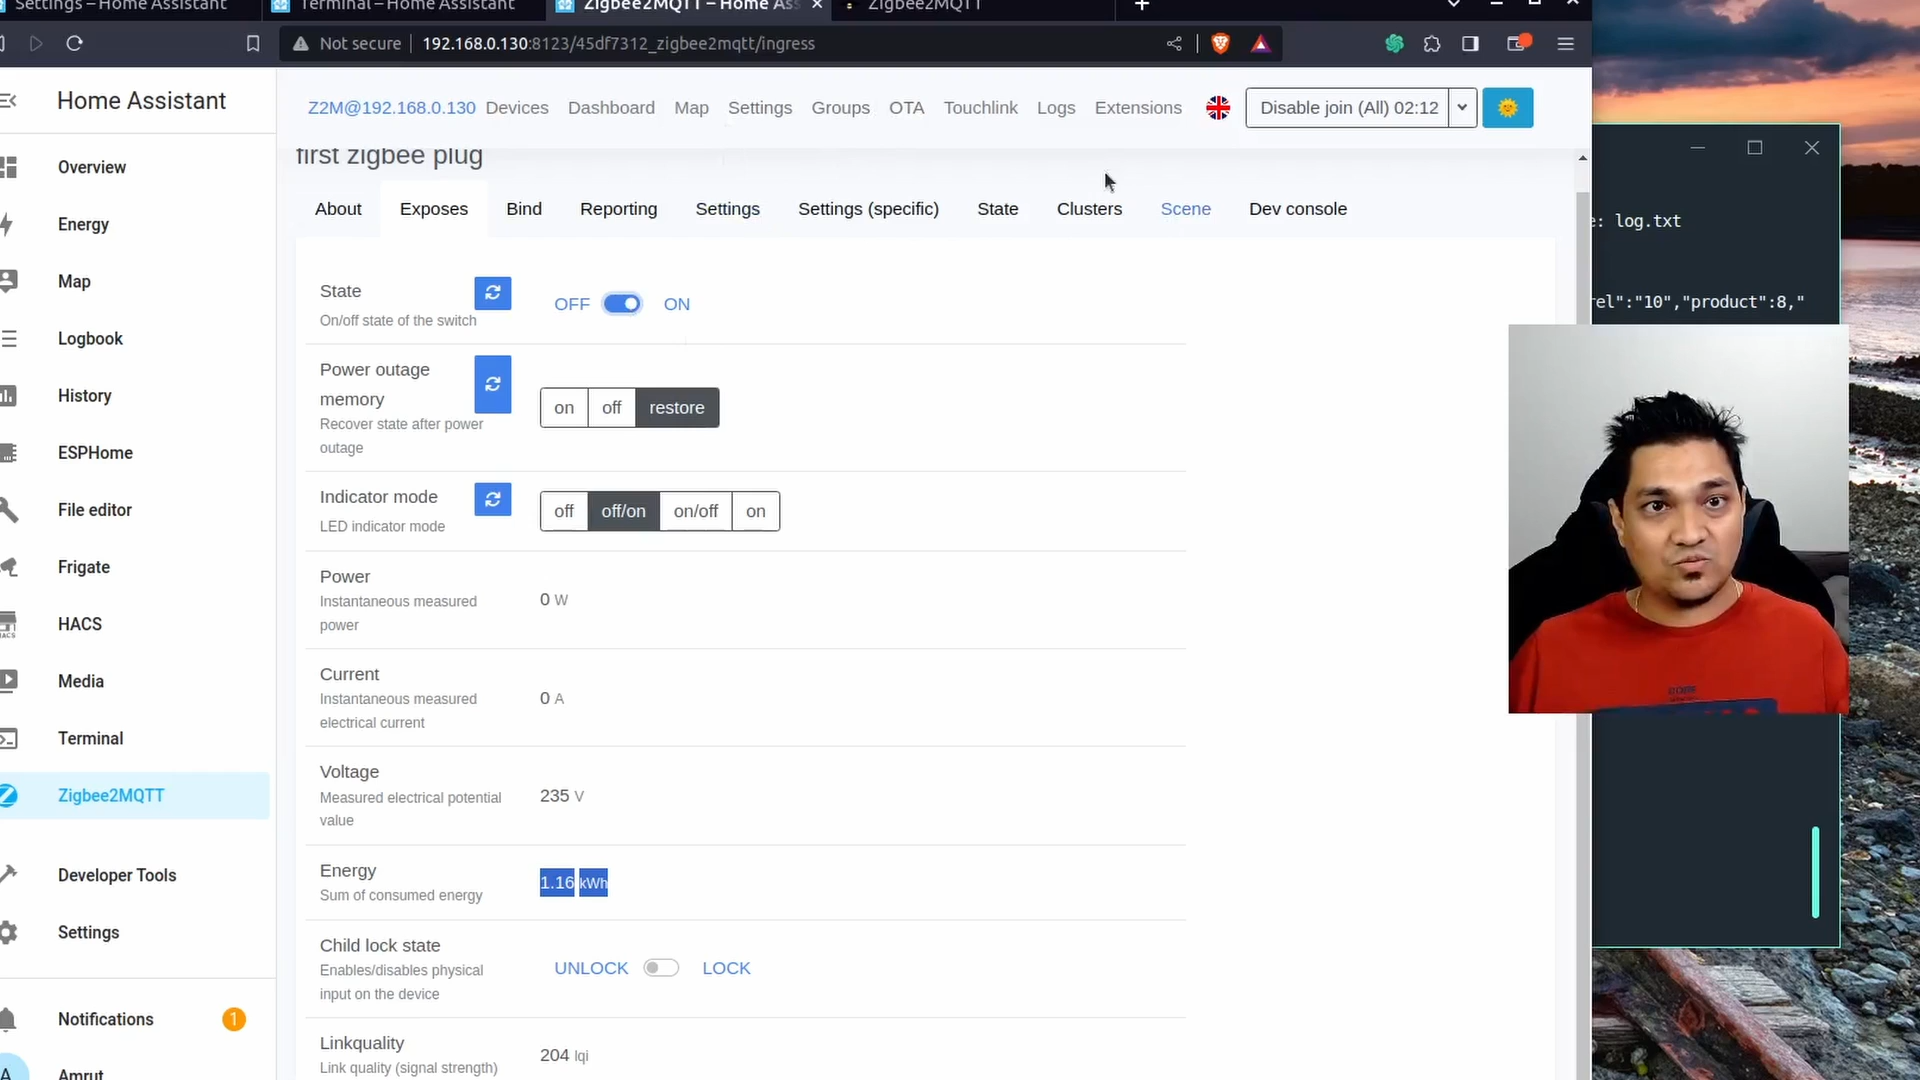 Settings – Home Assistant
Terminal – Home Assistant
Zigbee2MQTT – Home Ass
Zigbee2MQTT
Not secure
192.168.0.130:8123/45df7312_zigbee2mqtt/ingress
Home Assistant
Z2M@192.168.0.130 Devices Dashboard Map Settings Groups OTA Touchlink Logs Extensions
Disable join (All) 02:12
first zigbee plug
About Exposes Bind Reporting Settings Settings (specific) State Clusters Scene Dev console
Overview
Energy
Map
Logbook
History
ESPHome
File editor
Frigate
HACS
HACS
Media
Terminal
Zigbee2MQTT
Developer Tools
Settings
Notifications 1
A Amrut
State
On/off state of the switch
OFF ON
Power outage
memory
Recover state after power
outage
on off restore
Indicator mode
LED indicator mode
off off/on on/off on
Power
Instantaneous measured
power
0 W
Current
Instantaneous measured
electrical current
0 A
Voltage
Measured electrical potential
value
235 V
Energy
Sum of consumed energy
1.16 kWh
Child lock state
Enables/disables physical
input on the device
UNLOCK LOCK
Linkquality
Link quality (signal strength)
204 lqi
e: log.txt
rel":"10","product":8,"